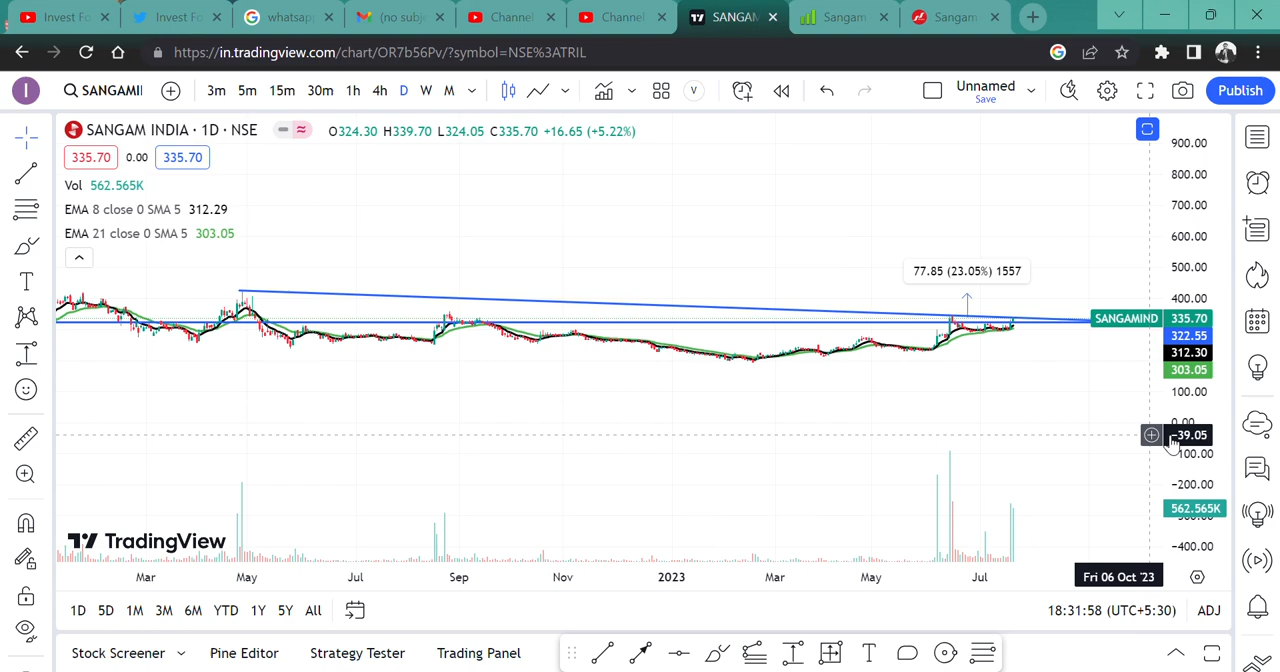 Invest Fo
Invest Fo
whatsap
(no subj
Channel
Channel
SANGAM
Sangam
Sangam
https://in.tradingview.com/chart/OR7b56Pv/?symbol=NSE%3ATRIL
I
SANGAMII
3m 5m 15m 30m 1h 4h D W M
V
Unnamed
Save
Publish
SANGAM INDIA · 1D · NSE
O324.30 H339.70 L324.05 C335.70 +16.65 (+5.22%)
335.70 0.00 335.70
Vol 562.565K
EMA 8 close 0 SMA 5 312.29
EMA 21 close 0 SMA 5 303.05
77.85 (23.05%) 1557
900.00
800.00
700.00
600.00
500.00
400.00
SANGAMIND 335.70
322.55
312.30
303.05
100.00
0.00
−39.05
−100.00
−200.00
562.565K
−400.00
TradingView
Mar May Jul Sep Nov 2023 Mar May Jul Fri 06 Oct '23
1D 5D 1M 3M 6M YTD 1Y 5Y All
18:31:58 (UTC+5:30) ADJ
Stock Screener Pine Editor Strategy Tester Trading Panel
T